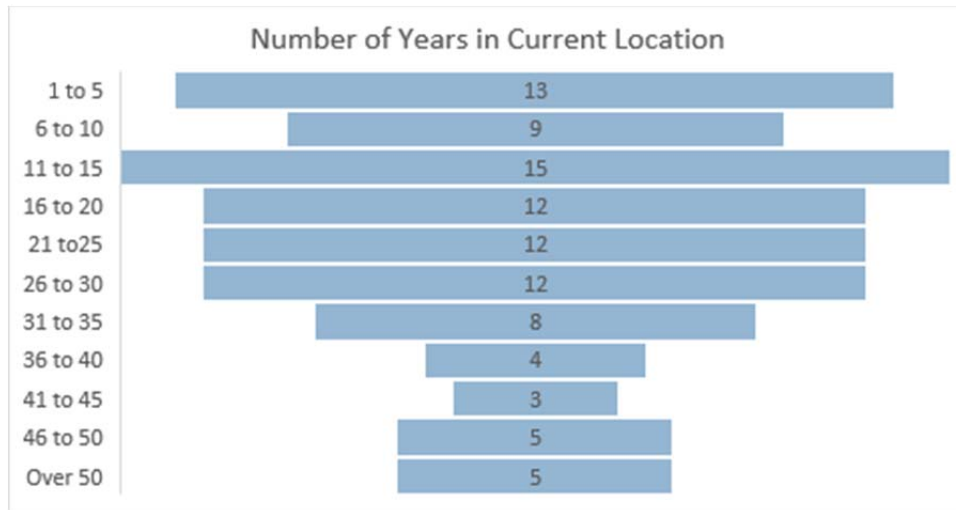 Number of Years in Current Location
1 to 5 13
6 to 10 9
11 to 15 15
16 to 20 12
21 to25 12
26 to 30 12
31 to 35 8
36 to 40 4
41 to 45 3
46 to 50 5
Over 50 5